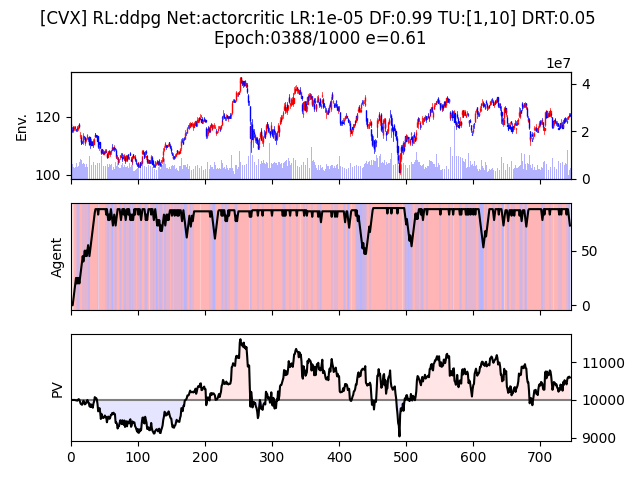 [CVX] RL:ddpg Net:actorcritic LR:1e-05 DF:0.99 TU:[1,10] DRT:0.05
Epoch:0388/1000 e=0.61
1e7
Env.
120
100
4
2
0
Agent
50
0
PV
11000
10000
9000
0 100 200 300 400 500 600 700